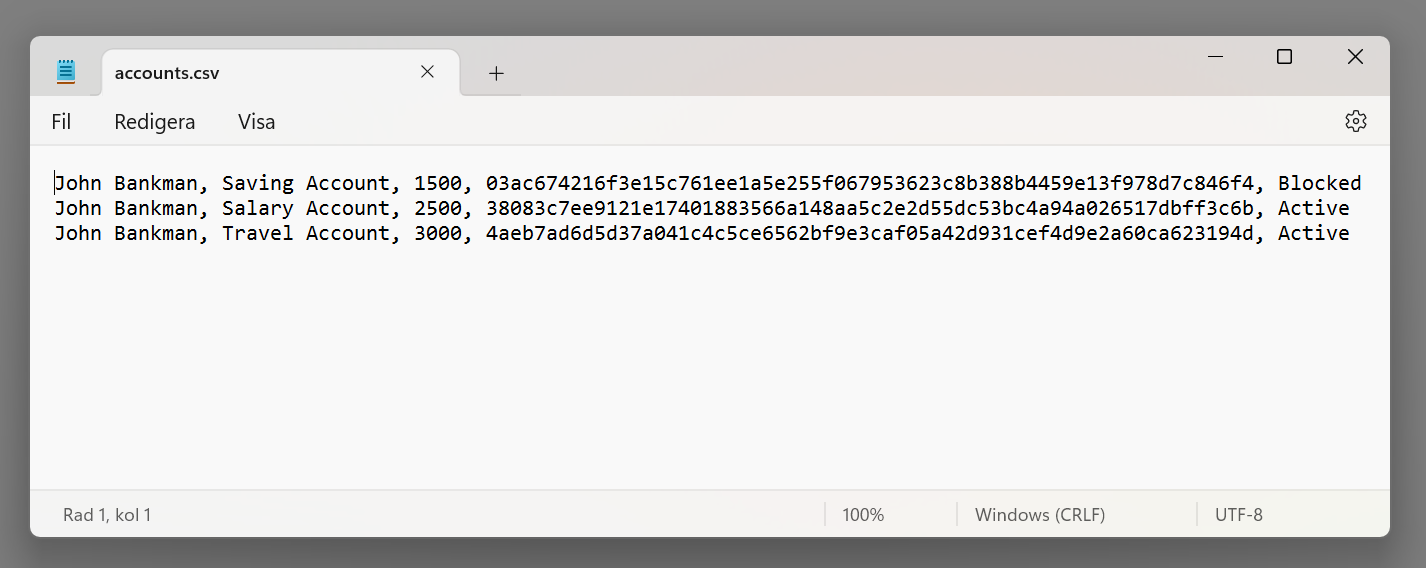 accounts.csv
Fil Redigera Visa
John Bankman, Saving Account, 1500, 03ac674216f3e15c761ee1a5e255f067953623c8b388b4459e13f978d7c846f4, Blocked
John Bankman, Salary Account, 2500, 38083c7ee9121e17401883566a148aa5c2e2d55dc53bc4a94a026517dbff3c6b, Active
John Bankman, Travel Account, 3000, 4aeb7ad6d5d37a041c4c5ce6562bf9e3caf05a42d931cef4d9e2a60ca623194d, Active
Rad 1, kol 1 100% Windows (CRLF) UTF-8